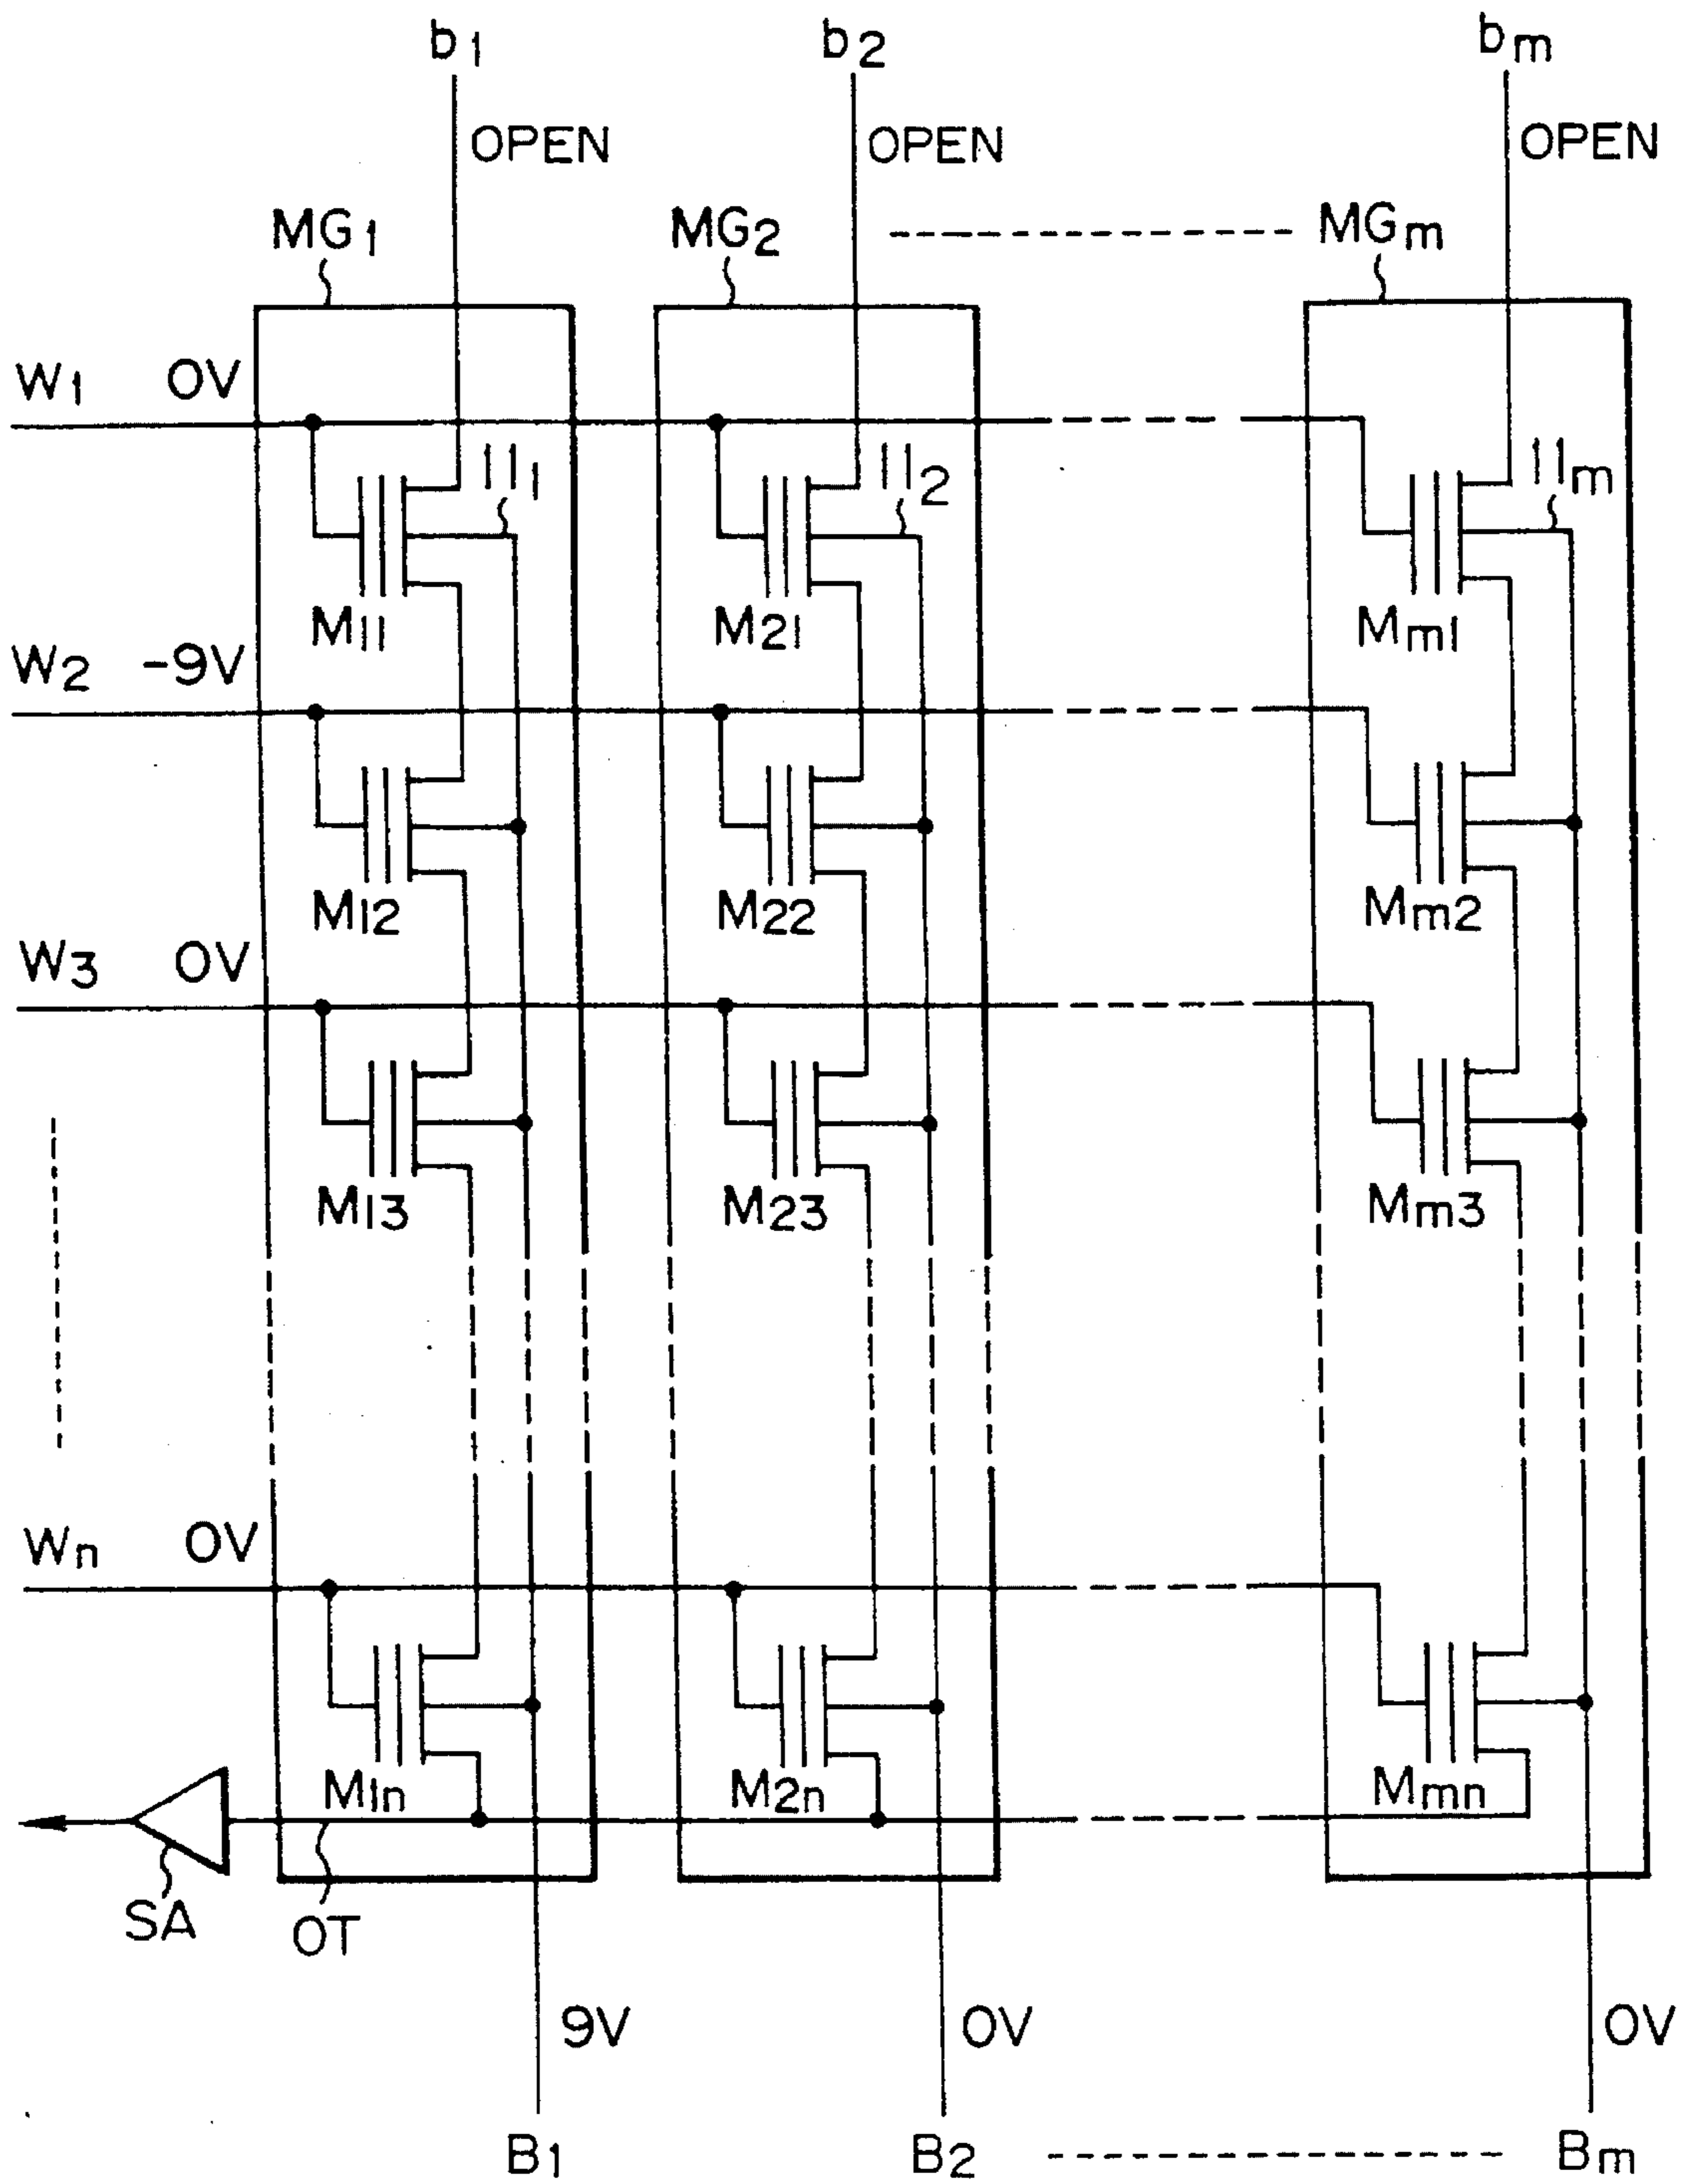 b1 b2 bm
OPEN OPEN OPEN
MG1 MG2 MGm
W1 0V
111 112 11m
M11 M21 Mm1
W2 -9V
M12 M22 Mm2
W3 0V
M13 M23 Mm3
Wn 0V
M1n M2n Mmn
SA OT
9V 0V 0V
B1 B2 Bm